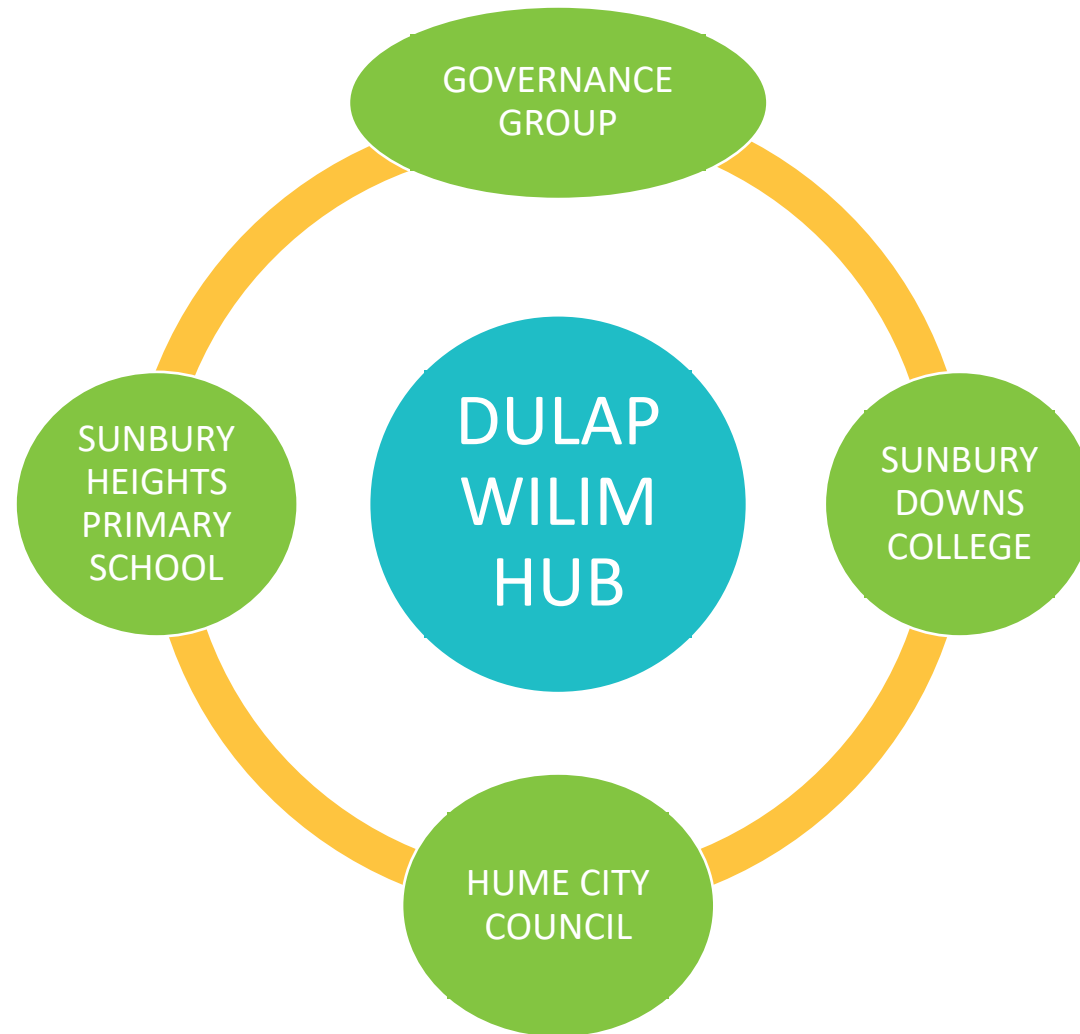 GOVERNANCE
GROUP
SUNBURY
HEIGHTS
PRIMARY
SCHOOL
DULAP
WILIM
HUB
SUNBURY
DOWNS
COLLEGE
HUME CITY
COUNCIL